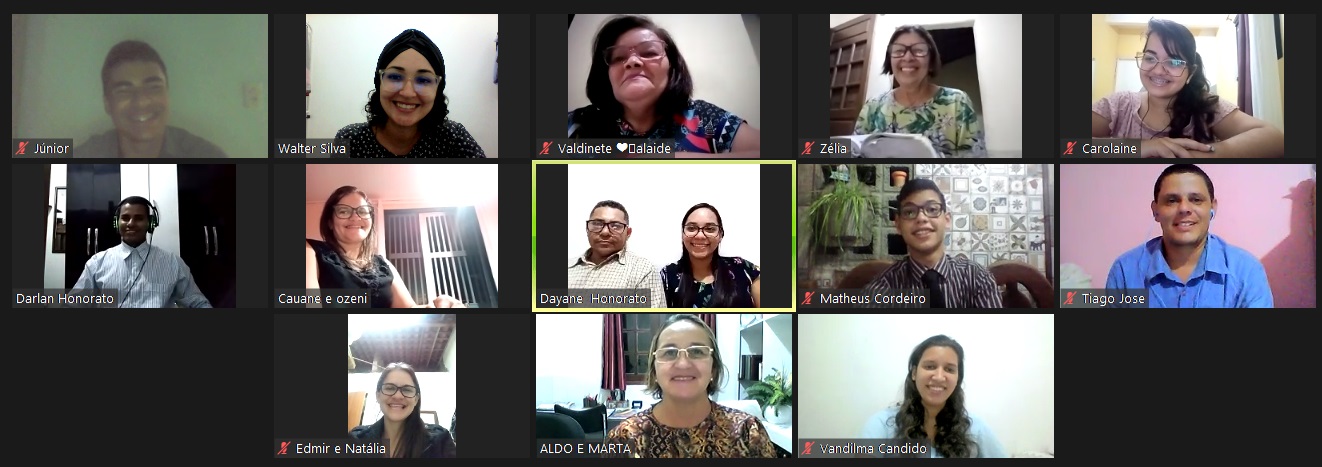 Júnior
Walter Silva
Valdinete ❤▯alaide
Zélia
Carolaine
Darlan Honorato
Cauane e ozeni
Dayane Honorato
Matheus Cordeiro
Tiago Jose
Edmir e Natália
ALDO E MARTA
Vandilma Candido